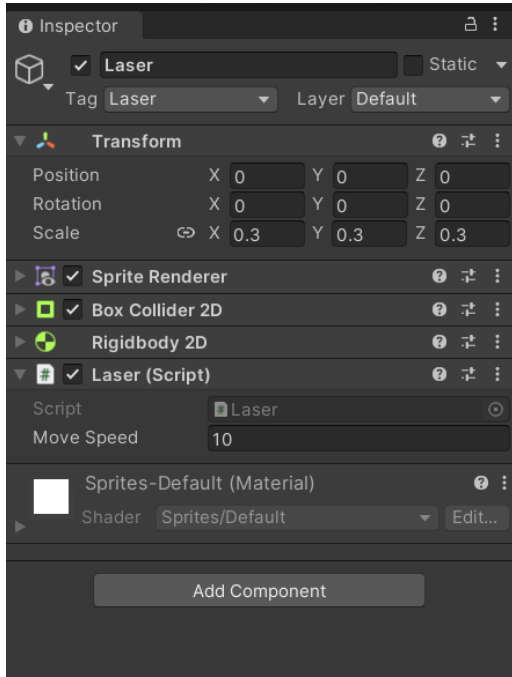 Inspector
Laser Static
Tag Laser Layer Default
Transform
Position X 0 Y 0 Z 0
Rotation X 0 Y 0 Z 0
Scale X 0.3 Y 0.3 Z 0.3
Sprite Renderer
Box Collider 2D
Rigidbody 2D
# Laser (Script)
Script # Laser
Move Speed 10
Sprites-Default (Material)
Shader Sprites/Default Edit...
Add Component